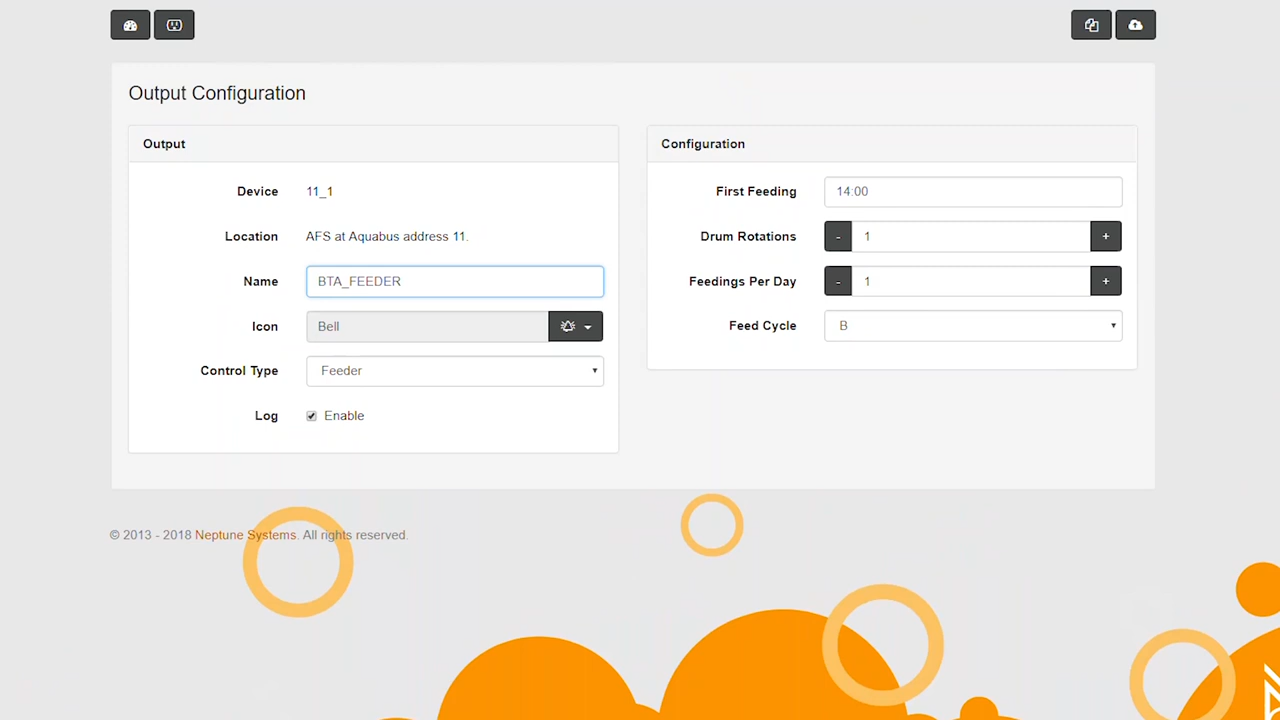 Output Configuration
Output
Device 11_1
Location AFS at Aquabus address 11.
Name BTA_FEEDER
Icon Bell
Control Type Feeder
Log Enable
Configuration
First Feeding 14:00
Drum Rotations - 1 +
Feedings Per Day - 1 +
Feed Cycle B
© 2013 - 2018 Neptune Systems. All rights reserved.